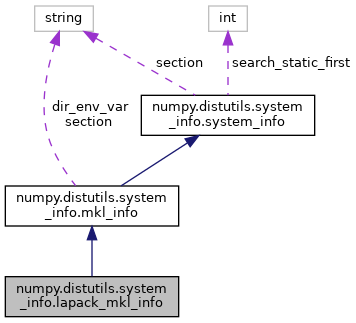 string
int
section
search_static_first
dir_env_var
section
numpy.distutils.system
_info.system_info
numpy.distutils.system
_info.mkl_info
numpy.distutils.system
_info.lapack_mkl_info